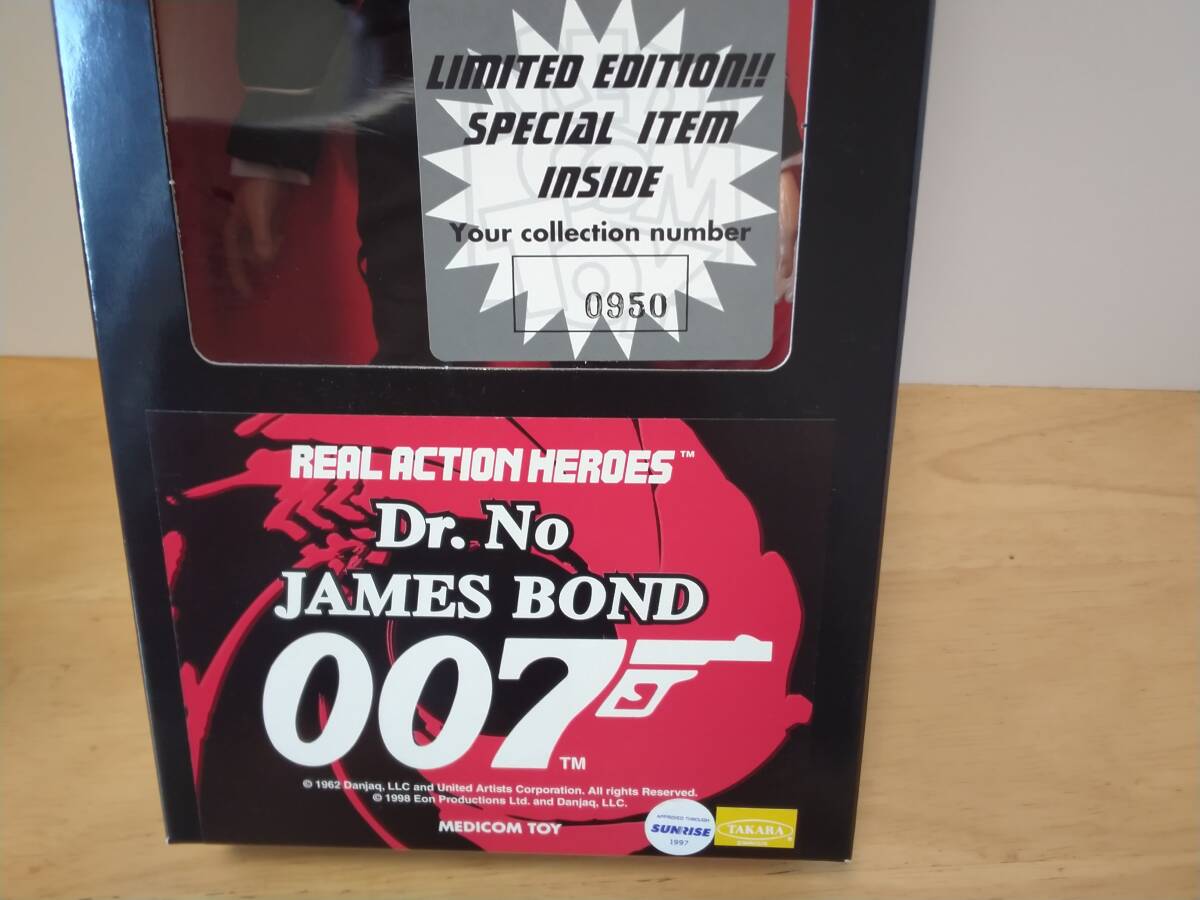 LIMITED EDITION!!
SPECIAL ITEM
INSIDE
Your collection number
0950
REAL ACTION HEROES™
Dr. No
JAMES BOND
007 TM
© 1962 Danjaq, LLC and United Artists Corporation. All rights Reserved.
© 1998 Eon Productions Ltd. and Danjaq, LLC.
MEDICOM TOY
APPROVED THROUGH
SUNRISE
1997
TAKARA